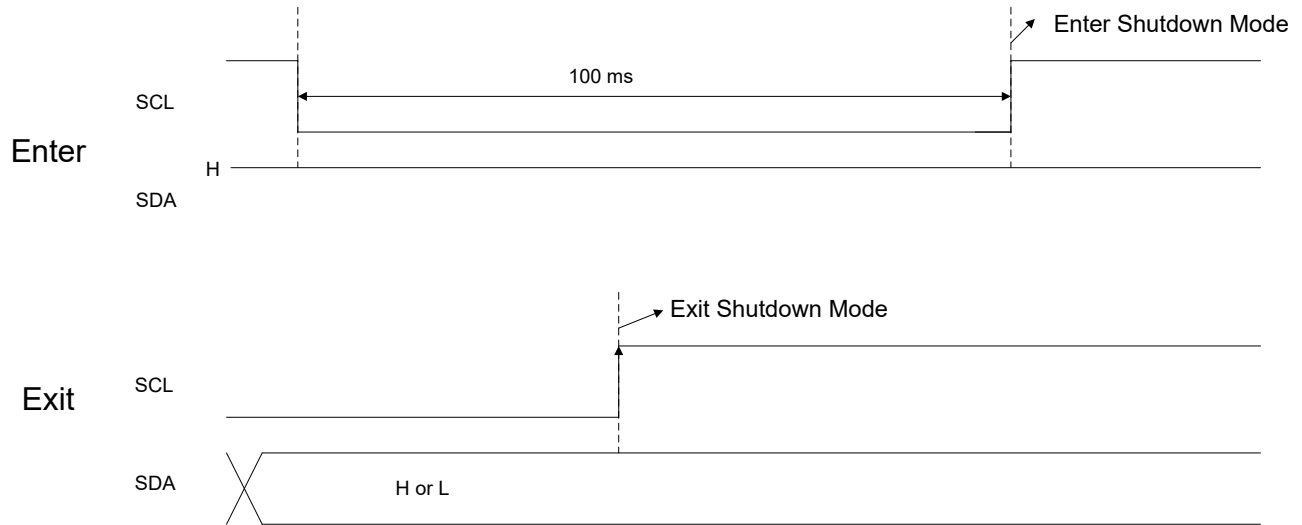 Enter Shutdown Mode
100 ms
SCL
Enter
H
SDA
Exit Shutdown Mode
SCL
Exit
SDA
H or L